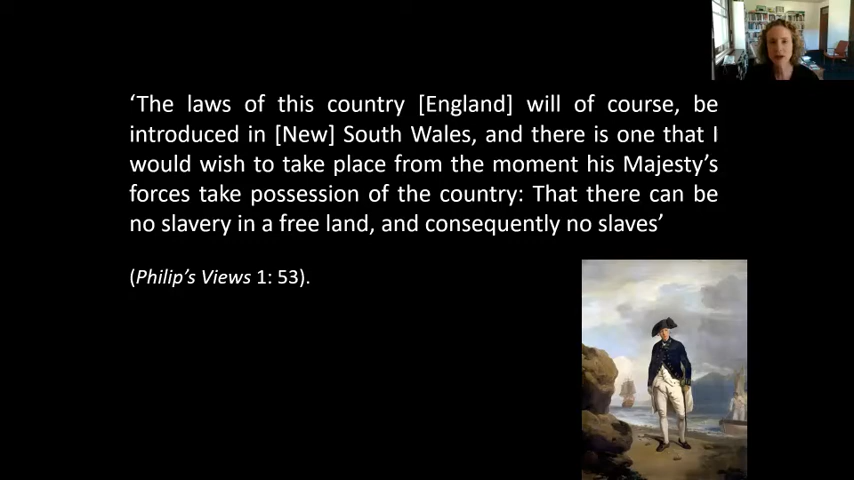 ‘The laws of this country [England] will of course, be
introduced in [New] South Wales, and there is one that I
would wish to take place from the moment his Majesty’s
forces take possession of the country: That there can be
no slavery in a free land, and consequently no slaves’
(Philip’s Views 1: 53).